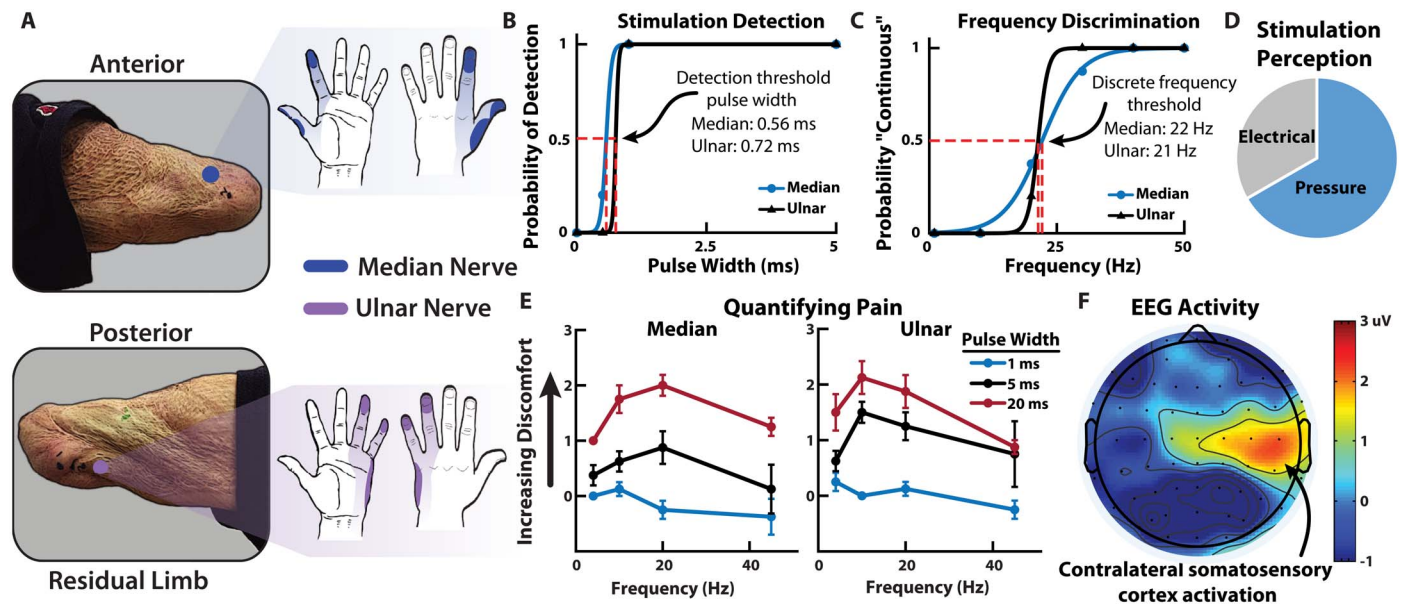 A
Anterior
Median Nerve
Ulnar Nerve
Posterior
Residual Limb
B
Stimulation Detection
Probability of Detection
1
0.5
0
Detection threshold
pulse width
Median: 0.56 ms
Ulnar: 0.72 ms
Median
Ulnar
0
2.5
5
Pulse Width (ms)
C
Frequency Discrimination
Probability "Continuous"
1
0.5
0
Discrete frequency
threshold
Median: 22 Hz
Ulnar: 21 Hz
Median
Ulnar
0
25
50
Frequency (Hz)
D
Stimulation
Perception
Electrical
Pressure
E
Quantifying Pain
Increasing Discomfort
Median
3
2
1
0
0
20
40
Frequency (Hz)
Ulnar
3
2
1
0
0
20
40
Frequency (Hz)
Pulse Width
1 ms
5 ms
20 ms
F
EEG Activity
3 uV
2
1
0
-1
Contralateral somatosensory
cortex activation